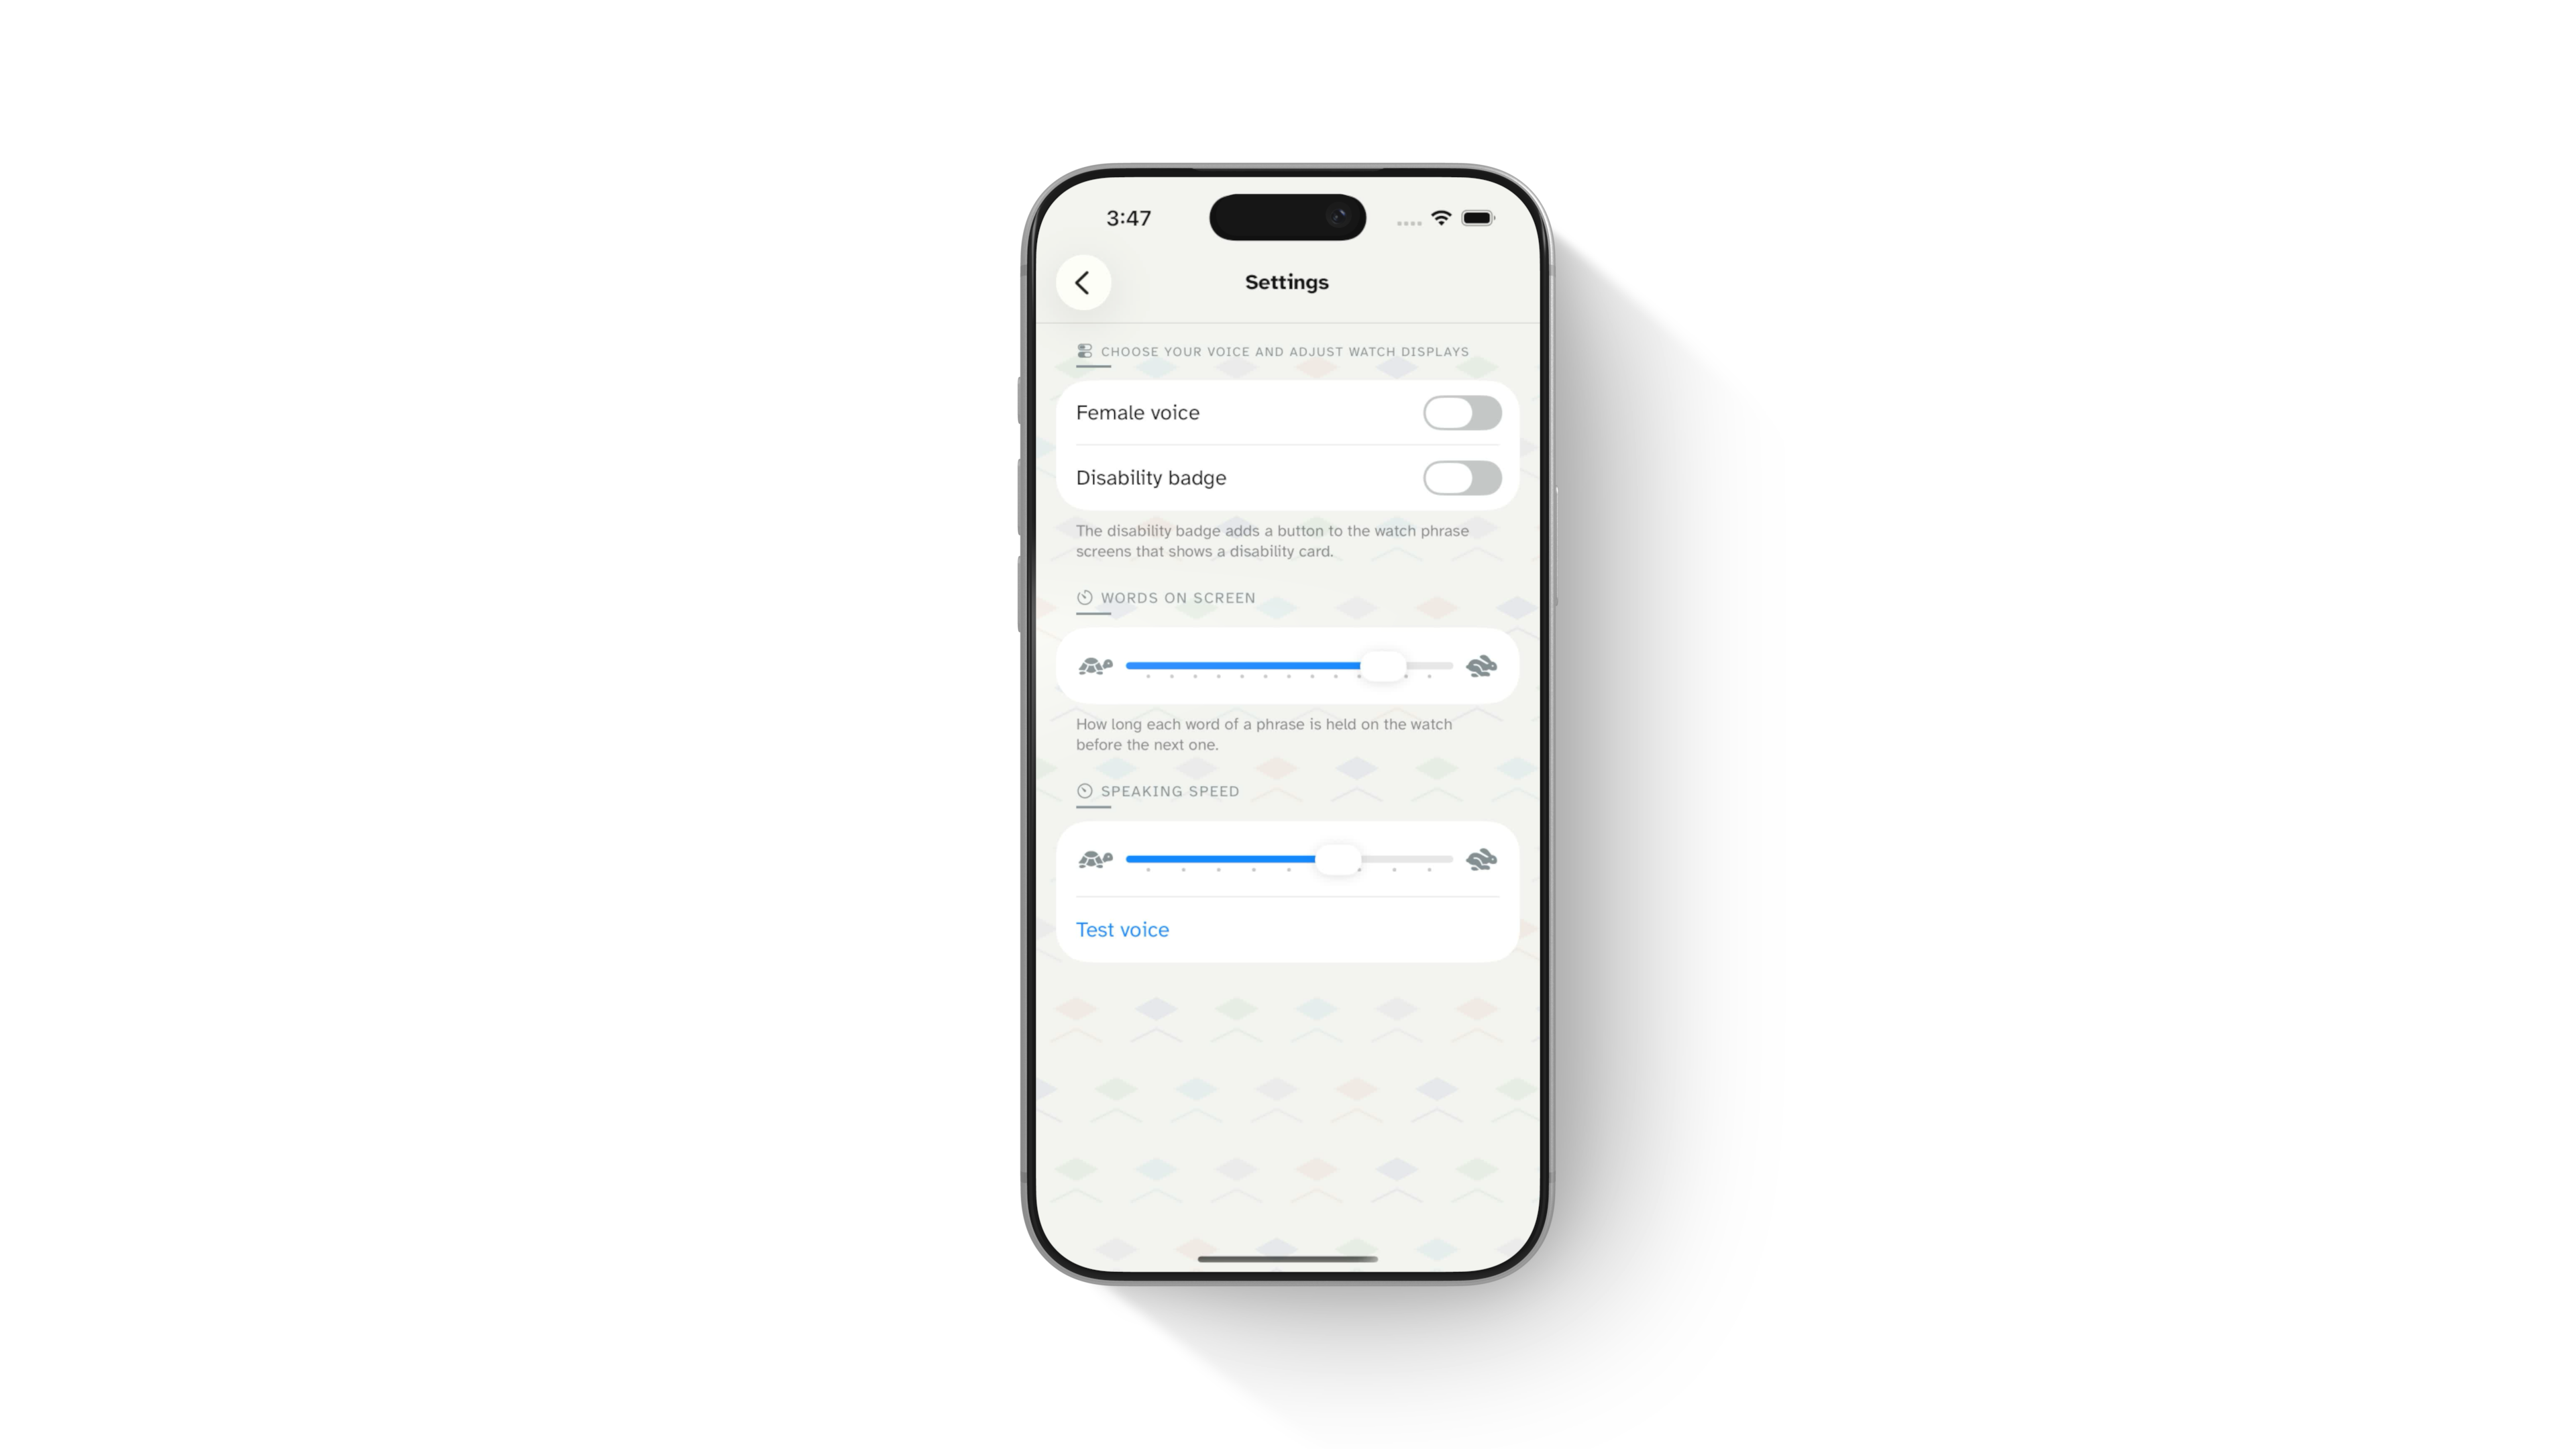 3:47
Settings
CHOOSE YOUR VOICE AND ADJUST WATCH DISPLAYS
Female voice
Disability badge
The disability badge adds a button to the watch phrase
screens that shows a disability card.
WORDS ON SCREEN
How long each word of a phrase is held on the watch
before the next one.
SPEAKING SPEED
Test voice